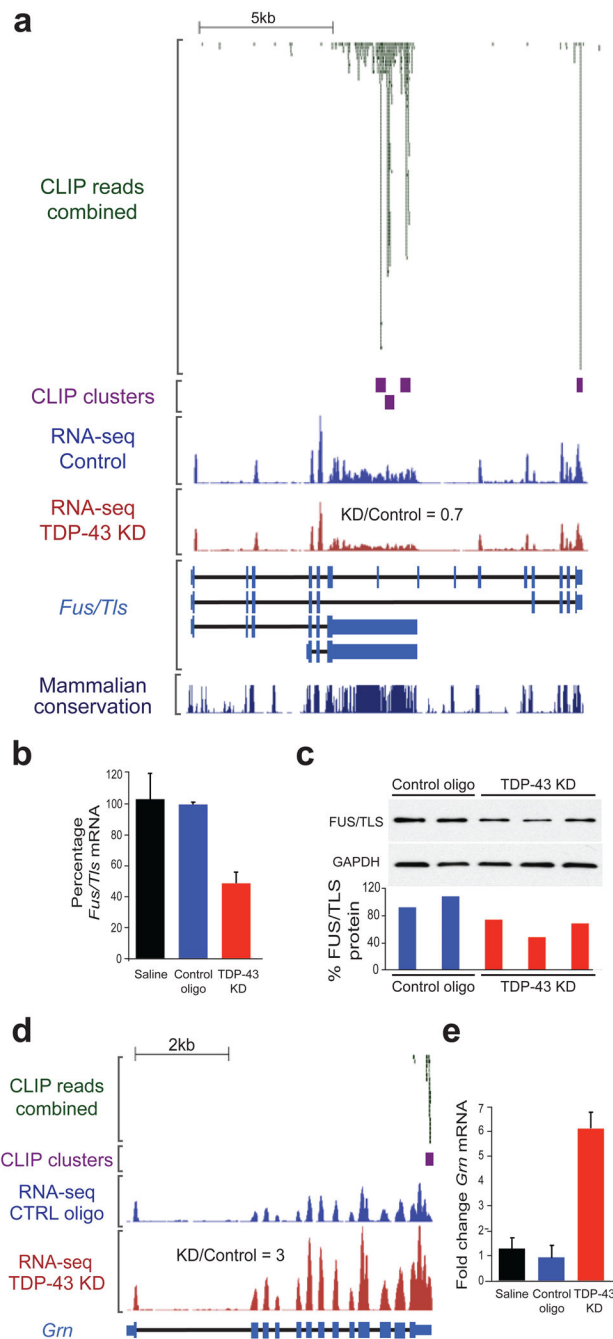 a
5kb
CLIP reads
combined
CLIP clusters
RNA-seq
Control
RNA-seq
TDP-43 KD
KD/Control = 0.7
Fus/Tls
Mammalian
conservation
b
Percentage
Fus/Tls mRNA
120
100
80
60
40
20
0
Saline
Control
oligo
TDP-43
KD
c
Control oligo
TDP-43 KD
FUS/TLS
GAPDH
% FUS/TLS
protein
120
80
40
0
Control oligo
TDP-43 KD
d
2kb
CLIP reads
combined
CLIP clusters
RNA-seq
CTRL oligo
RNA-seq
TDP-43 KD
KD/Control = 3
Grn
e
Fold change Grn mRNA
7
6
5
4
3
2
1
0
Saline
Control
oligo
TDP-43
KD